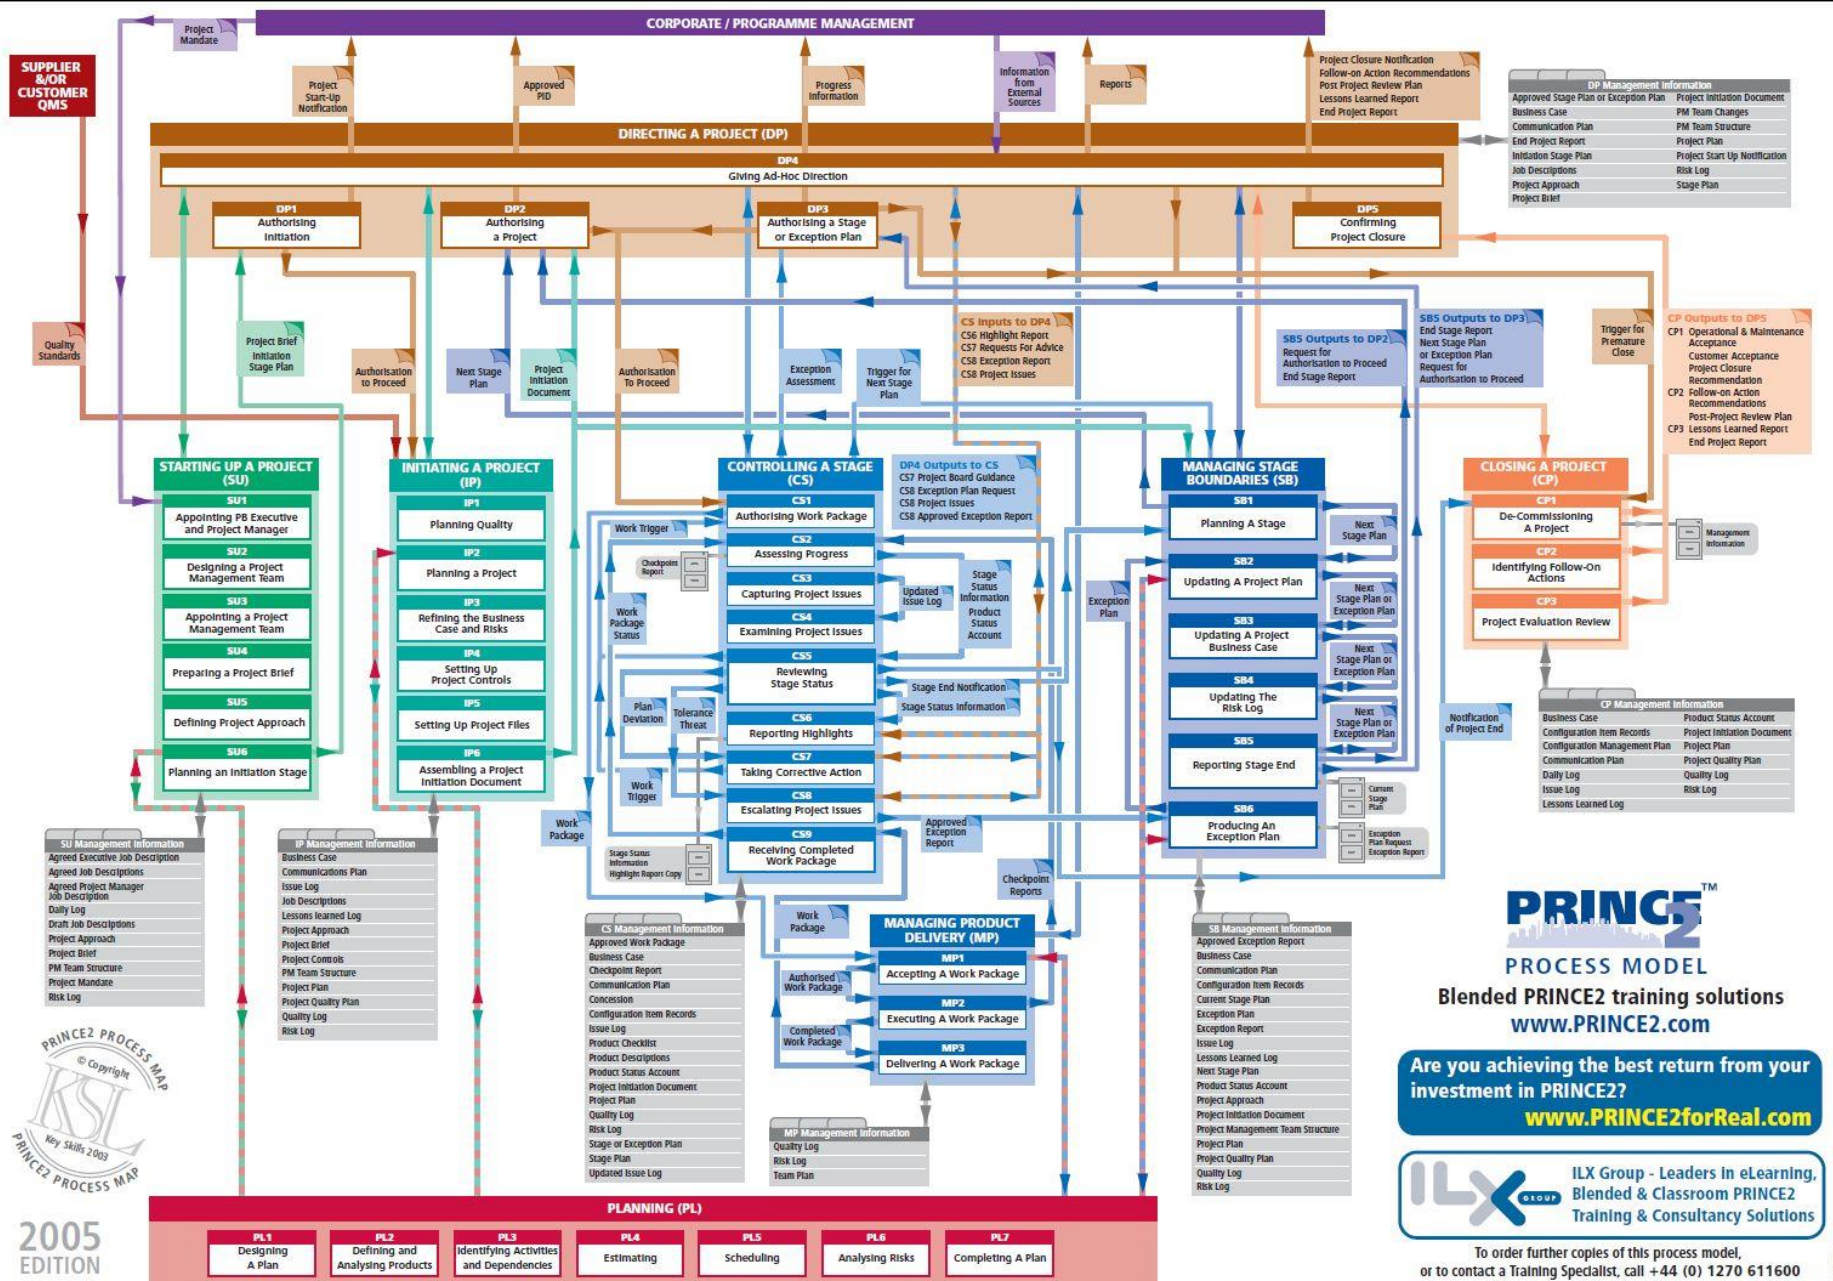 CORPORATE / PROGRAMME MANAGEMENT
Project
Mandate
SUPPLIER
&/OR
CUSTOMER
QMS
Project
Start-Up
Notification
Approved
PID
Progress
Information
Information
from
External
Sources
Reports
Project Closure Notification
Follow-on Action Recommendations
Post Project Review Plan
Lessons Learned Report
End Project Report
DP Management Information
Approved Stage Plan or Exception Plan
Business Case
Communication Plan
End Project Report
Initiation Stage Plan
Job Descriptions
Project Approach
Project Brief
Project Initiation Document
PM Team Changes
PM Team Structure
Project Plan
Project Start Up Notification
Risk Log
Stage Plan
DIRECTING A PROJECT (DP)
DP4
Giving Ad-Hoc Direction
DP1
Authorising
Initiation
DP2
Authorising
a Project
DP3
Authorising a Stage
or Exception Plan
DP5
Confirming
Project Closure
Quality
Standards
Project Brief
Initiation
Stage Plan
Authorisation
to Proceed
Next Stage
Plan
Project
Initiation
Document
Authorisation
To Proceed
Exception
Assessment
Trigger for
Next Stage
Plan
CS Inputs to DP4
CS6 Highlight Report
CS7 Requests For Advice
CS8 Exception Report
CS8 Project Issues
SB5 Outputs to DP2
Request for
Authorisation to Proceed
End Stage Report
SB5 Outputs to DP3
End Stage Report
Next Stage Plan
or Exception Plan
Request for
Authorisation to Proceed
Trigger for
Premature
Close
CP Outputs to DP5
CP1 Operational & Maintenance
Acceptance
Customer Acceptance
Project Closure
Recommendation
CP2 Follow-on Action
Recommendations
Post-Project Review Plan
CP3 Lessons Learned Report
End Project Report
STARTING UP A PROJECT
(SU)
SU1
Appointing PB Executive
and Project Manager
SU2
Designing a Project
Management Team
SU3
Appointing a Project
Management Team
SU4
Preparing a Project Brief
SU5
Defining Project Approach
SU6
Planning an Initiation Stage
INITIATING A PROJECT
(IP)
IP1
Planning Quality
IP2
Planning a Project
IP3
Refining the Business
Case and Risks
IP4
Setting Up
Project Controls
IP5
Setting Up Project Files
IP6
Assembling a Project
Initiation Document
CONTROLLING A STAGE
(CS)
CS1
Authorising Work Package
CS2
Assessing Progress
CS3
Capturing Project Issues
CS4
Examining Project Issues
CS5
Reviewing
Stage Status
CS6
Reporting Highlights
CS7
Taking Corrective Action
CS8
Escalating Project Issues
CS9
Receiving Completed
Work Package
DP4 Outputs to CS
CS7 Project Board Guidance
CS8 Exception Plan Request
CS8 Project Issues
CS8 Approved Exception Report
Work Trigger
Checkpoint
Report
Work
Package
Status
Updated
Issue Log
Stage
Status
Information
Product
Status
Account
Stage End Notification
Stage Status Information
Plan
Deviation
Tolerance
Threat
Work
Trigger
Work
Package
Stage Status
Information
Highlight Report Copy
Approved
Exception
Report
Checkpoint
Reports
MANAGING STAGE
BOUNDARIES (SB)
SB1
Planning A Stage
SB2
Updating A Project Plan
SB3
Updating A Project
Business Case
SB4
Updating The
Risk Log
SB5
Reporting Stage End
SB6
Producing An
Exception Plan
Exception
Plan
Next
Stage Plan
Next
Stage Plan or
Exception Plan
Next
Stage Plan or
Exception Plan
Next
Stage Plan or
Exception Plan
Current
Stage
Plan
Exception
Plan Request
Exception Report
CLOSING A PROJECT
(CP)
CP1
De-Commissioning
A Project
CP2
Identifying Follow-On
Actions
CP3
Project Evaluation Review
Management
Information
Notification
of Project End
CP Management Information
Business Case
Configuration Item Records
Configuration Management Plan
Communication Plan
Daily Log
Issue Log
Lessons Learned Log
Product Status Account
Project Initiation Document
Project Plan
Project Quality Plan
Quality Log
Risk Log
SU Management Information
Agreed Executive Job Description
Agreed Job Descriptions
Agreed Project Manager
Job Description
Daily Log
Draft Job Descriptions
Project Approach
Project Brief
PM Team Structure
Project Mandate
Risk Log
IP Management Information
Business Case
Communications Plan
Issue Log
Job Descriptions
Lessons learned Log
Project Approach
Project Brief
Project Controls
PM Team Structure
Project Plan
Project Quality Plan
Quality Log
Risk Log
CS Management Information
Approved Work Package
Business Case
Checkpoint Report
Communication Plan
Concession
Configuration Item Records
Issue Log
Product Checklist
Product Descriptions
Product Status Account
Project Initiation Document
Project Plan
Quality Log
Risk Log
Stage or Exception Plan
Stage Plan
Updated Issue Log
Work
Package
Authorised
Work Package
Completed
Work Package
MANAGING PRODUCT
DELIVERY (MP)
MP1
Accepting A Work Package
MP2
Executing A Work Package
MP3
Delivering A Work Package
MP Management Information
Quality Log
Risk Log
Team Plan
SB Management Information
Approved Exception Report
Business Case
Communication Plan
Configuration Item Records
Current Stage Plan
Exception Plan
Exception Report
Issue Log
Lessons Learned Log
Next Stage Plan
Product Status Account
Project Approach
Project Initiation Document
Project Management Team Structure
Project Plan
Project Quality Plan
Quality Log
Risk Log
PRINCE2 PROCESS MAP
© Copyright
KSL
Key Skills 2003
PRINCE2 PROCESS MAP
2005
EDITION
PLANNING (PL)
PL1
Designing
A Plan
PL2
Defining and
Analysing Products
PL3
Identifying Activities
and Dependencies
PL4
Estimating
PL5
Scheduling
PL6
Analysing Risks
PL7
Completing A Plan
PRINCE2™
PROCESS MODEL
Blended PRINCE2 training solutions
www.PRINCE2.com
Are you achieving the best return from your
investment in PRINCE2?
www.PRINCE2forReal.com
ILX GROUP
ILX Group - Leaders in eLearning,
Blended & Classroom PRINCE2
Training & Consultancy Solutions
To order further copies of this process model,
or to contact a Training Specialist, call +44 (0) 1270 611600